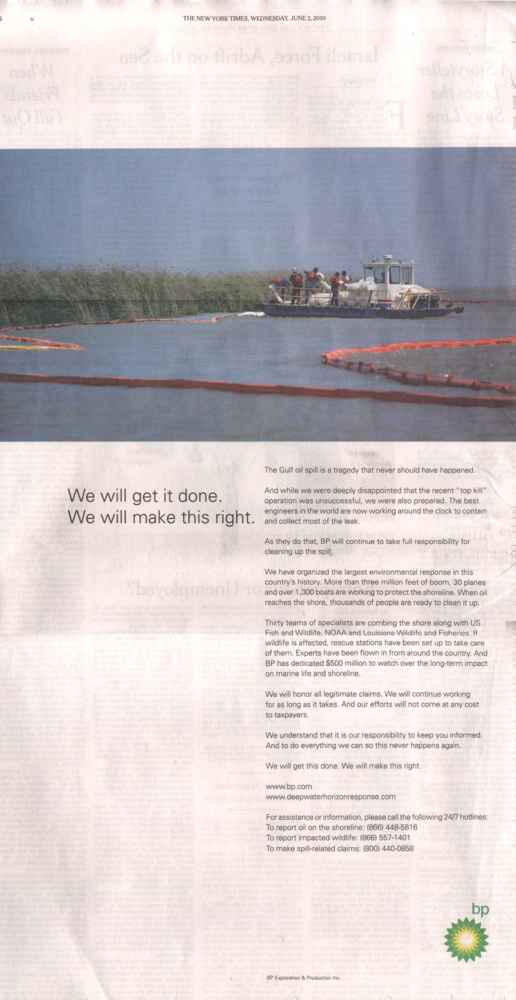 6
N
THE NEW YORK TIMES, WEDNESDAY, JUNE 2, 2010
We will get it done.
We will make this right.
The Gulf oil spill is a tragedy that never should have happened.
And while we were deeply disappointed that the recent “top kill”
operation was unsuccessful, we were also prepared. The best
engineers in the world are now working around the clock to contain
and collect most of the leak.
As they do that, BP will continue to take full responsibility for
cleaning up the spill.
We have organized the largest environmental response in this
country's history. More than three million feet of boom, 30 planes
and over 1,300 boats are working to protect the shoreline. When oil
reaches the shore, thousands of people are ready to clean it up.
Thirty teams of specialists are combing the shore along with US
Fish and Wildlife, NOAA and Louisiana Wildlife and Fisheries. If
wildlife is affected, rescue stations have been set up to take care
of them. Experts have been flown in from around the country. And
BP has dedicated $500 million to watch over the long-term impact
on marine life and shoreline.
We will honor all legitimate claims. We will continue working
for as long as it takes. And our efforts will not come at any cost
to taxpayers.
We understand that it is our responsibility to keep you informed.
And to do everything we can so this never happens again.
We will get this done. We will make this right.
www.bp.com
www.deepwaterhorizonresponse.com
For assistance or information, please call the following 24/7 hotlines:
To report oil on the shoreline: (866) 448-5816
To report impacted wildlife: (866) 557-1401
To make spill-related claims: (800) 440-0858
bp
BP Exploration & Production Inc.